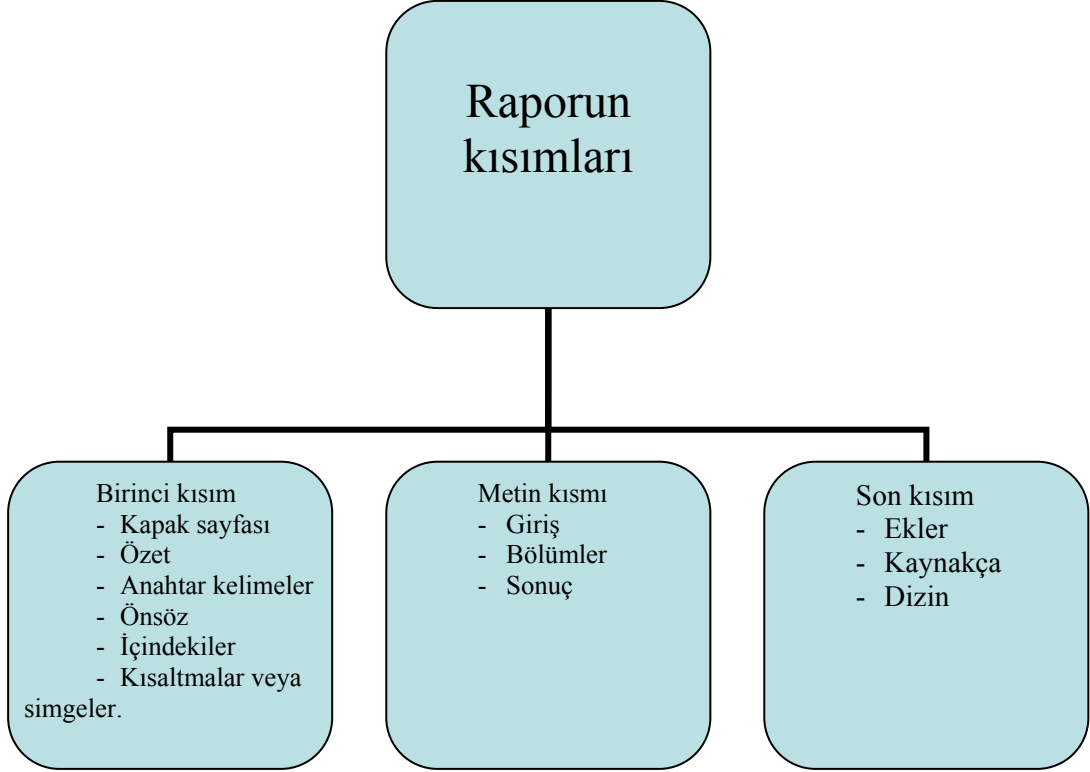 Raporun
kısımları
Birinci kısım
- Kapak sayfası
- Özet
- Anahtar kelimeler
- Önsöz
- İçindekiler
- Kısaltmalar veya
simgeler.
Metin kısmı
- Giriş
- Bölümler
- Sonuç
Son kısım
- Ekler
- Kaynakça
- Dizin